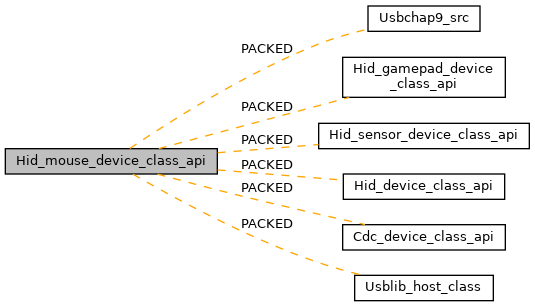 Usbchap9_src
PACKED
Hid_gamepad_device
_class_api
PACKED
Hid_sensor_device_class_api
PACKED
Hid_mouse_device_class_api
PACKED
Hid_device_class_api
PACKED
Cdc_device_class_api
PACKED
Usblib_host_class